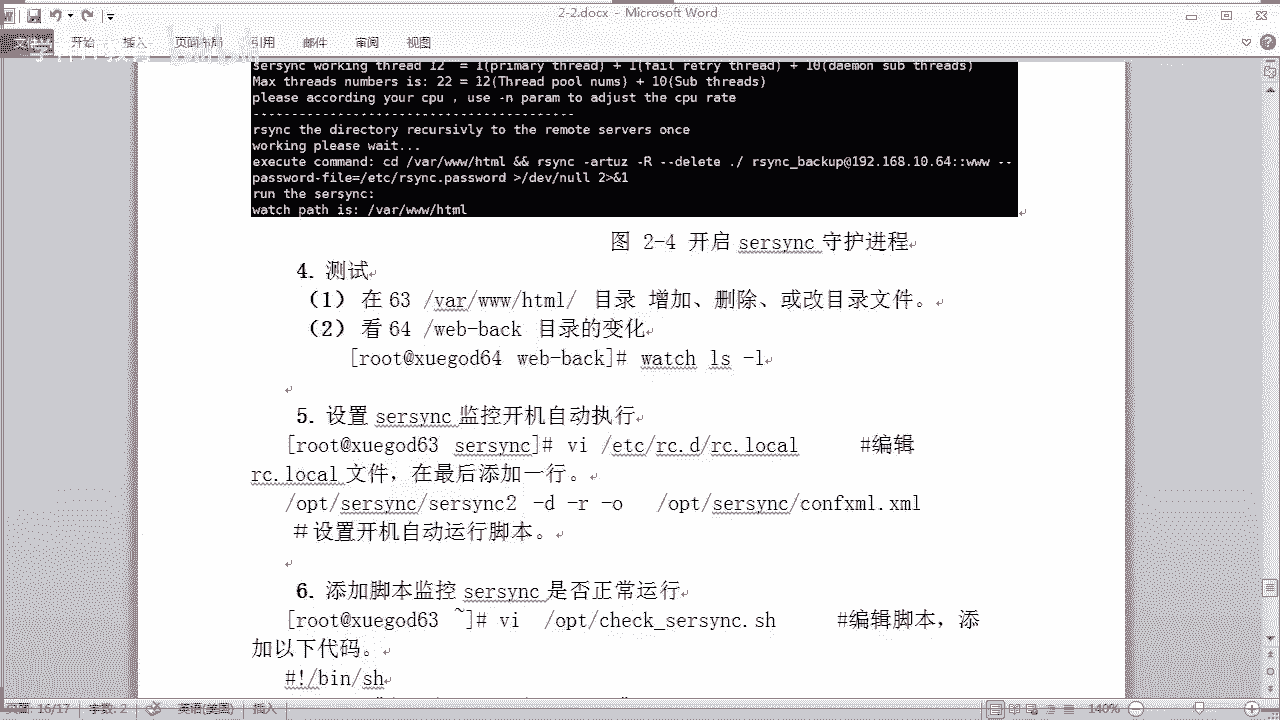 2-2.docx - Microsoft Word
开始 插入 页面布局 引用 邮件 审阅 视图
sersync working thread 12 = 1(primary thread) + 1(fail retry thread) + 10(daemon sub threads)
Max threads numbers is: 22 = 12(Thread pool nums) + 10(Sub threads)
please according your cpu , use -n param to adjust the cpu rate
------------------------------------------
rsync the directory recursivly to the remote servers once
working please wait...
execute command: cd /var/www/html && rsync -artuz -R --delete ./ rsync_backup@192.168.10.64::www --
password-file=/etc/rsync.password >/dev/null 2>&1
run the sersync:
watch path is: /var/www/html
图 2-4 开启 sersync 守护进程
4. 测试
（1） 在 63 /var/www/html/ 目录 增加、删除、或改目录文件。
（2） 看 64 /web-back 目录的变化
[root@xuegod64 web-back]# watch ls -l
5. 设置 sersync 监控开机自动执行
[root@xuegod63 sersync]# vi /etc/rc.d/rc.local #编辑
rc.local 文件，在最后添加一行。
/opt/sersync/sersync2 -d -r -o /opt/sersync/confxml.xml
＃设置开机自动运行脚本。
6. 添加脚本监控 sersync 是否正常运行
[root@xuegod63 ~]# vi /opt/check_sersync.sh #编辑脚本，添
加以下代码。
#!/bin/sh
页面: 16/17 字数: 2 英语(美国) 插入 140%